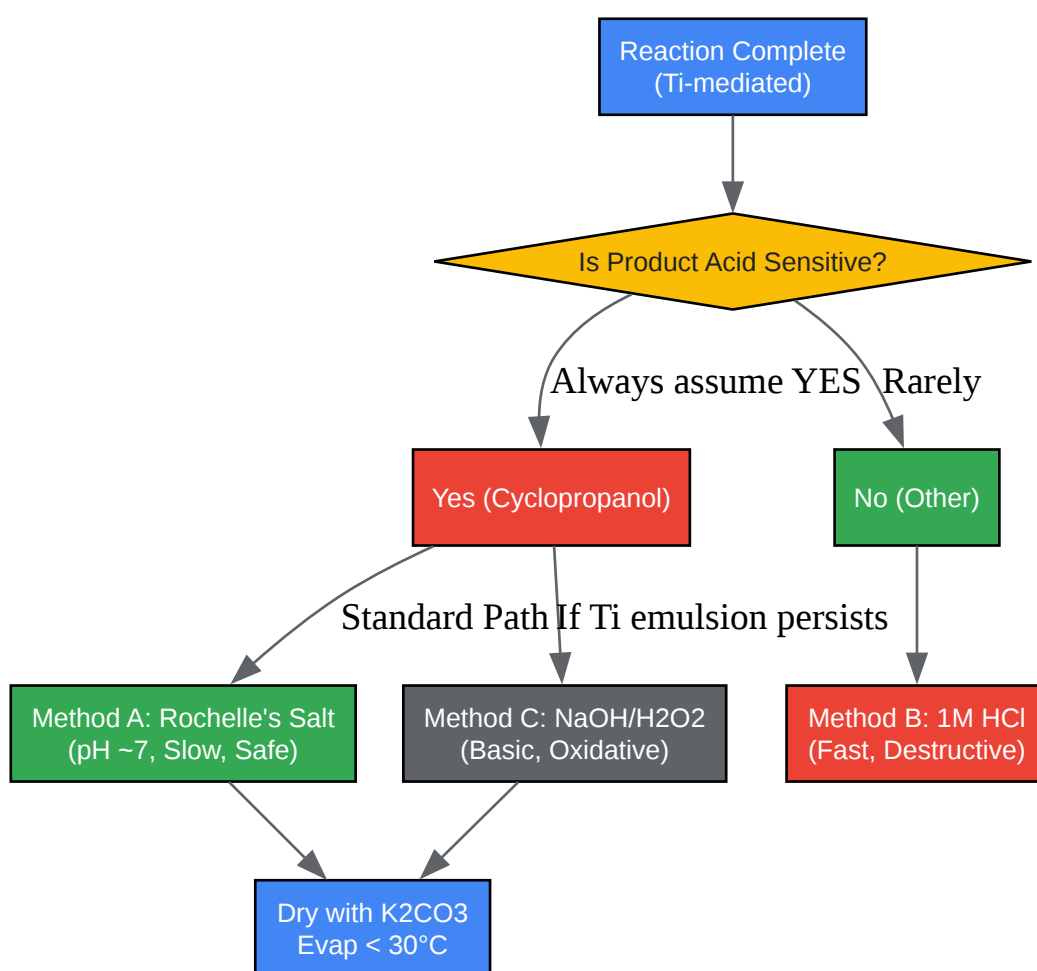 Reaction Complete
(Ti-mediated)
Is Product Acid Sensitive?
Always assume YES
Rarely
Yes (Cyclopropanol)
No (Other)
Standard Path
If Ti emulsion persists
Method A: Rochelle's Salt
(pH ~7, Slow, Safe)
Method C: NaOH/H2O2
(Basic, Oxidative)
Method B: 1M HCl
(Fast, Destructive)
Dry with K2CO3
Evap < 30°C